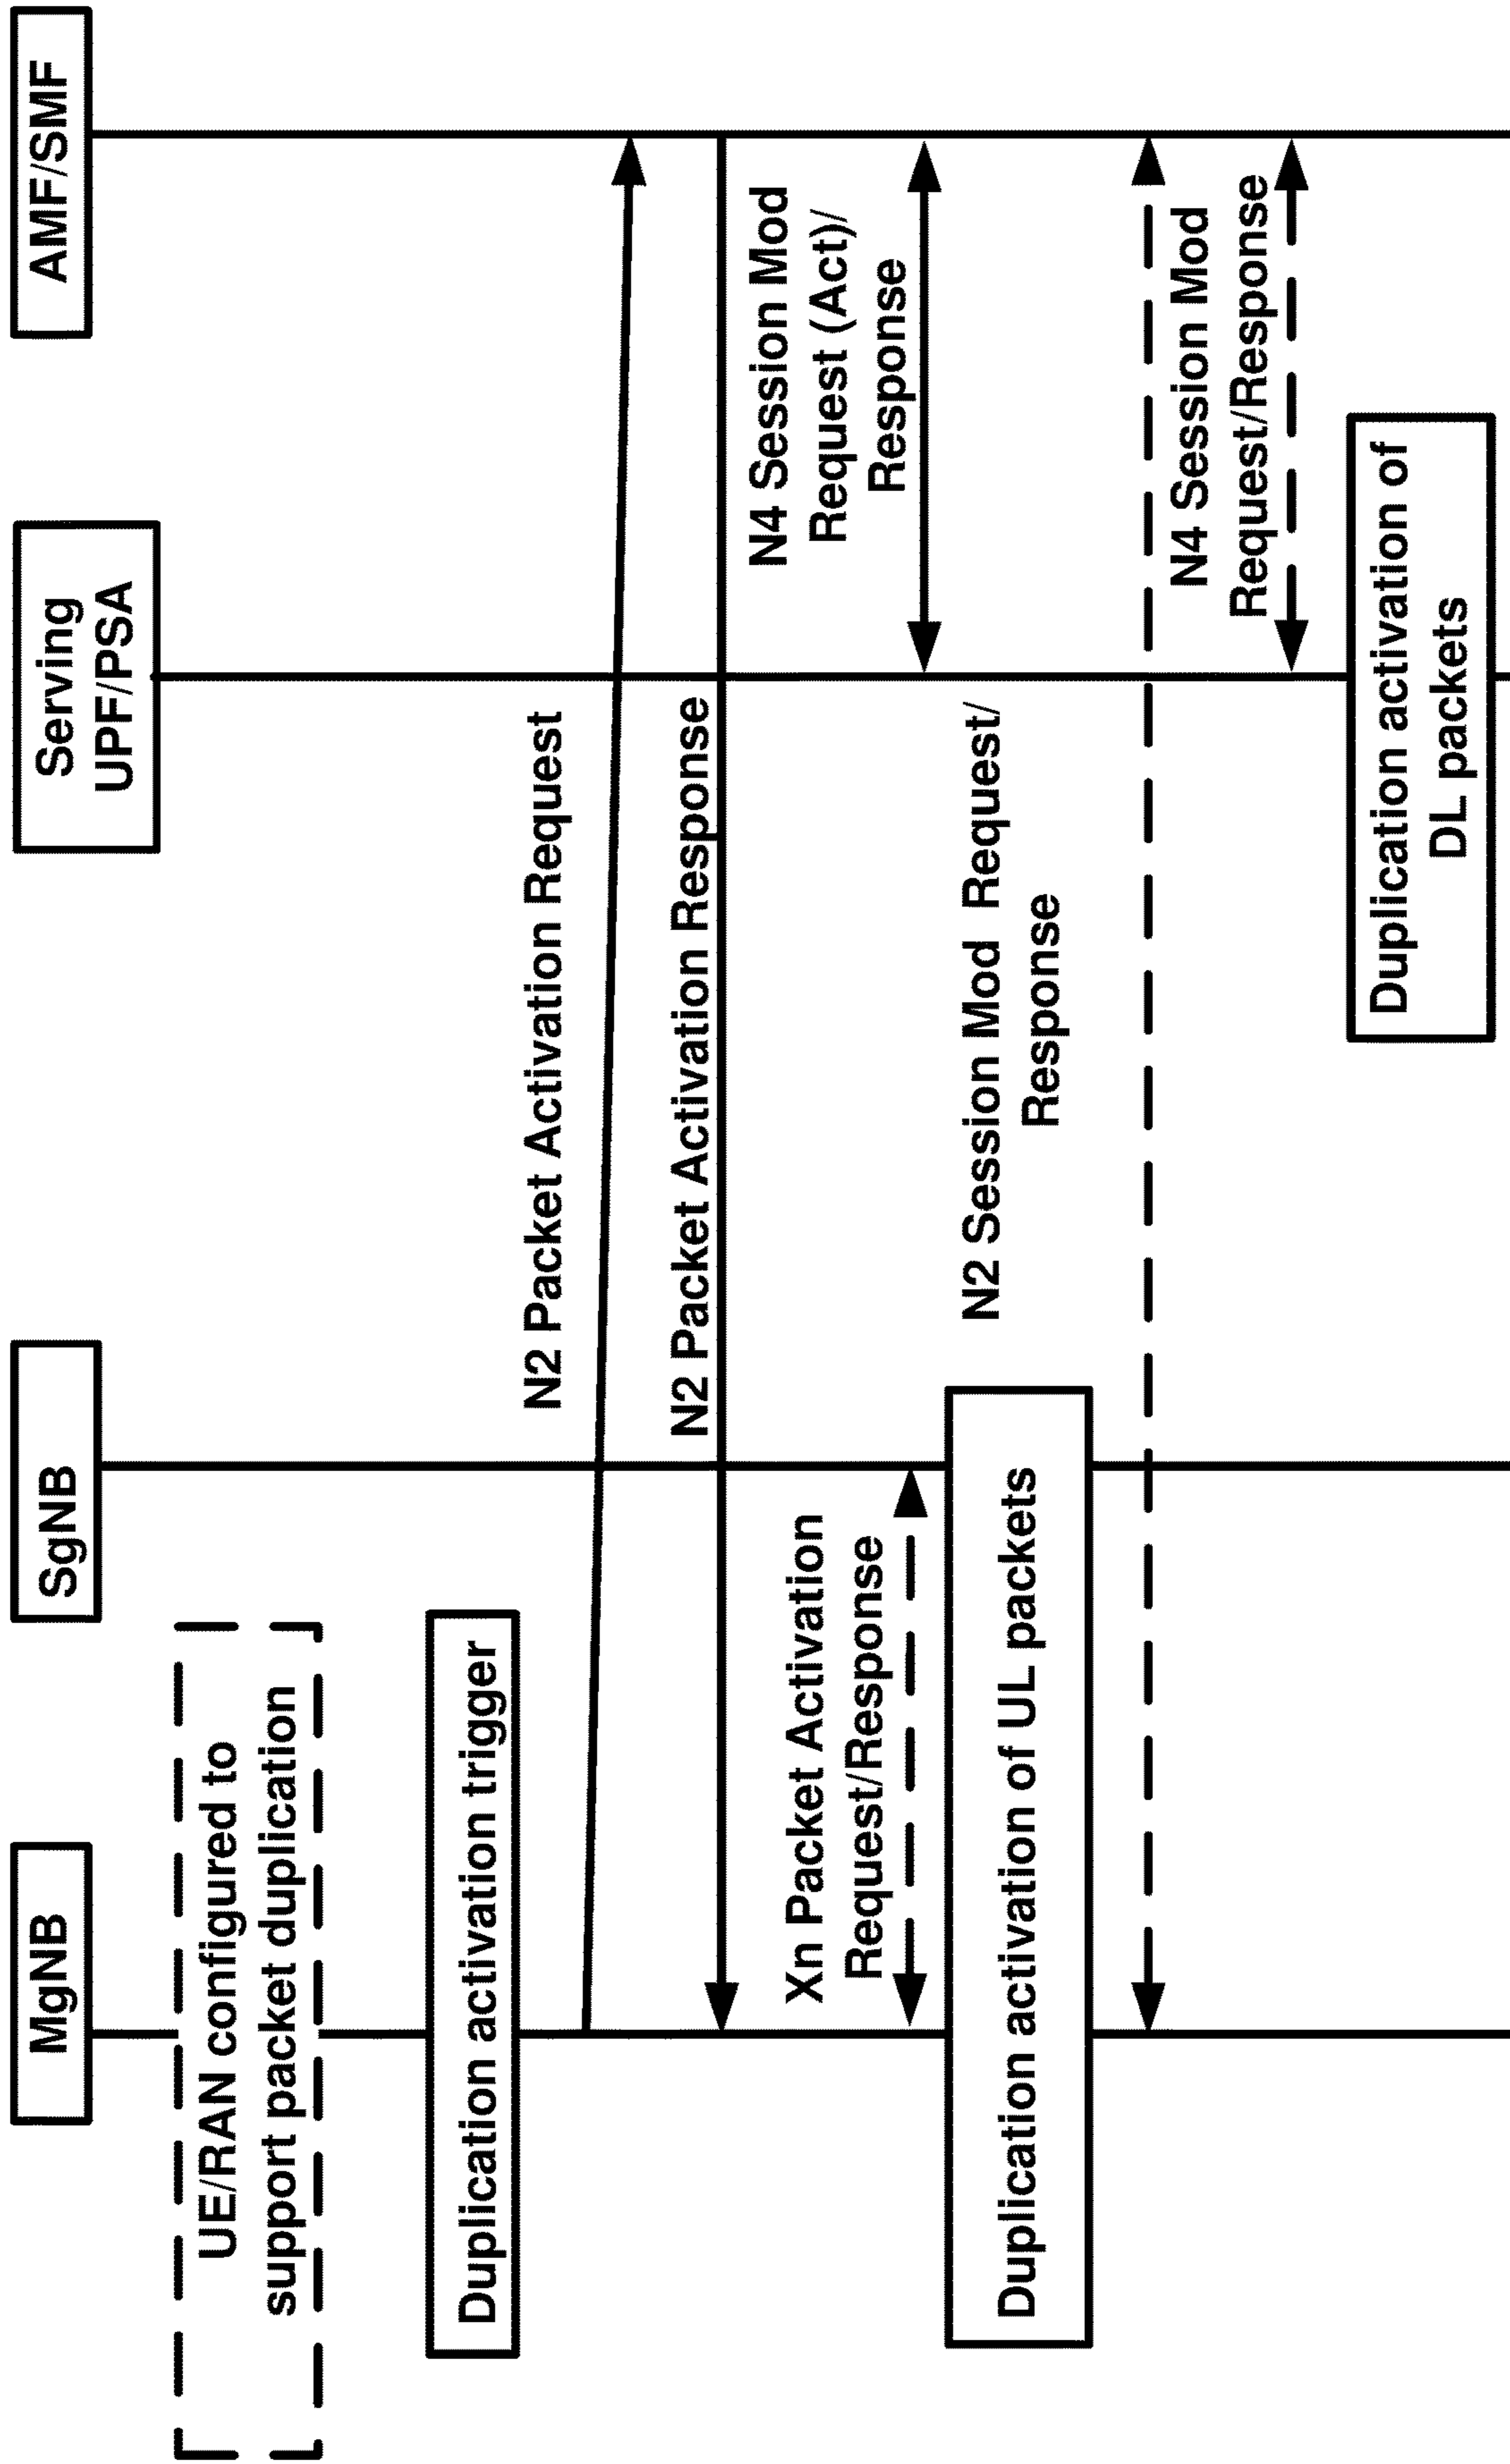 MgNB
SgNB
Serving
UPF/PSA
AMF/SMF
UE/RAN configured to
support packet duplication
Duplication activation trigger
N2 Packet Activation Request
N2 Packet Activation Response
Xn Packet Activation
Request/Response
N4 Session Mod
Request (Act)/
Response
Duplication activation of UL packets
N2 Session Mod Request/
Response
N4 Session Mod
Request/Response
Duplication activation of
DL packets